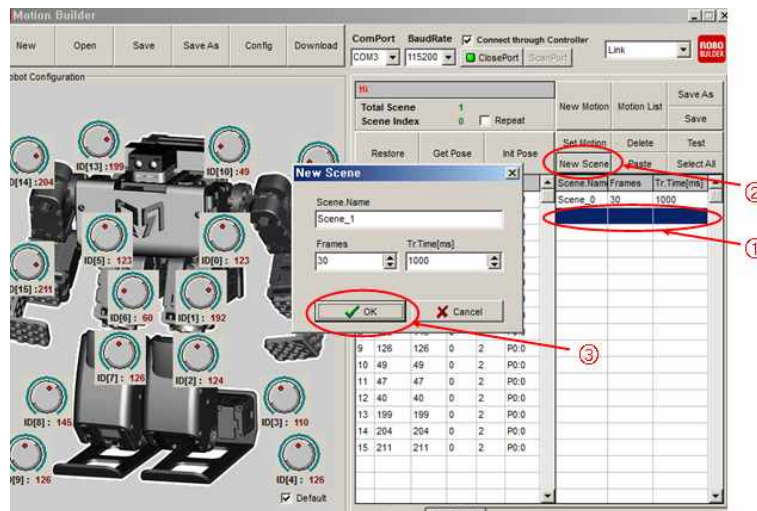 Motion Builder
New
Open
Save
Save As
Config
Download
ComPort
BaudRate
Connect through Controller
COM3
115200
ClosePort
ScanPort
Link
ROBO
BUILDER
obot Configuration
ID[13] :199
ID[10] :49
ID[14] :204
ID[5] : 123
ID[0] : 123
ID[15] :211
ID[6] : 60
ID[1] : 192
ID[7] : 126
ID[2] : 124
ID[8] : 145
ID[3] : 110
ID[9] : 126
ID[4] : 126
Default
Hi
Total Scene 1
Scene Index 0
Repeat
New Motion
Motion List
Save As
Save
Restore
Get Pose
Init Pose
Set Motion
Delete
Test
New Scene
Paste
Select All
②
Scene.Name Frames Tr.Time[ms]
Scene_0 30 1000
①
New Scene
Scene.Name
Scene_1
Frames
Tr.Time[ms]
30
1000
OK
Cancel
③
9 126 126 0 2 P0:0
10 49 49 0 2 P0:0
11 47 47 0 2 P0:0
12 40 40 0 2 P0:0
13 199 199 0 2 P0:0
14 204 204 0 2 P0:0
15 211 211 0 2 P0:0